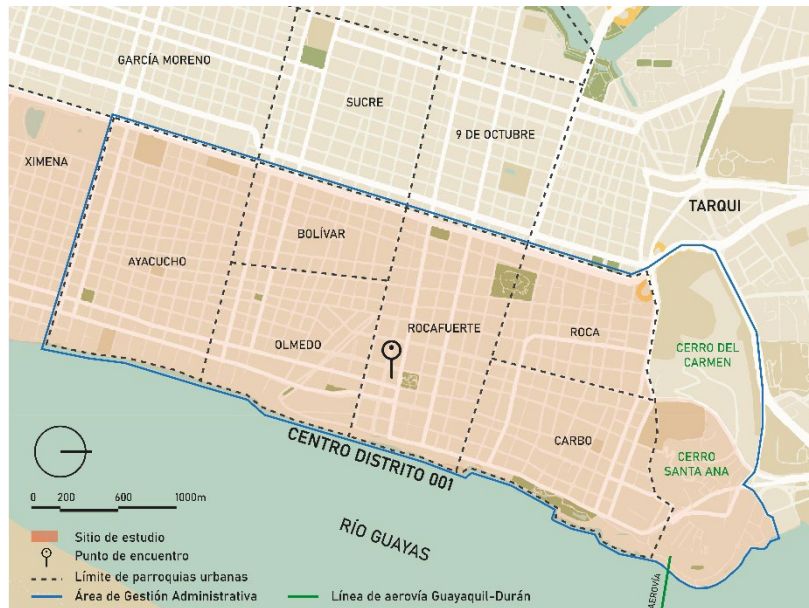 GARCÍA MORENO
SUCRE
9 DE OCTUBRE
XIMENA
TARQUI
BOLÍVAR
AYACUCHO
ROCAFUERTE
ROCA
OLMEDO
CERRO DEL
CARMEN
CARBO
CERRO
SANTA ANA
CENTRO DISTRITO 001
RÍO GUAYAS
0 200 600 1000m
Sitio de estudio
Punto de encuentro
Límite de parroquias urbanas
Área de Gestión Administrativa
Línea de aerovía Guayaquil-Durán
AEROVÍA